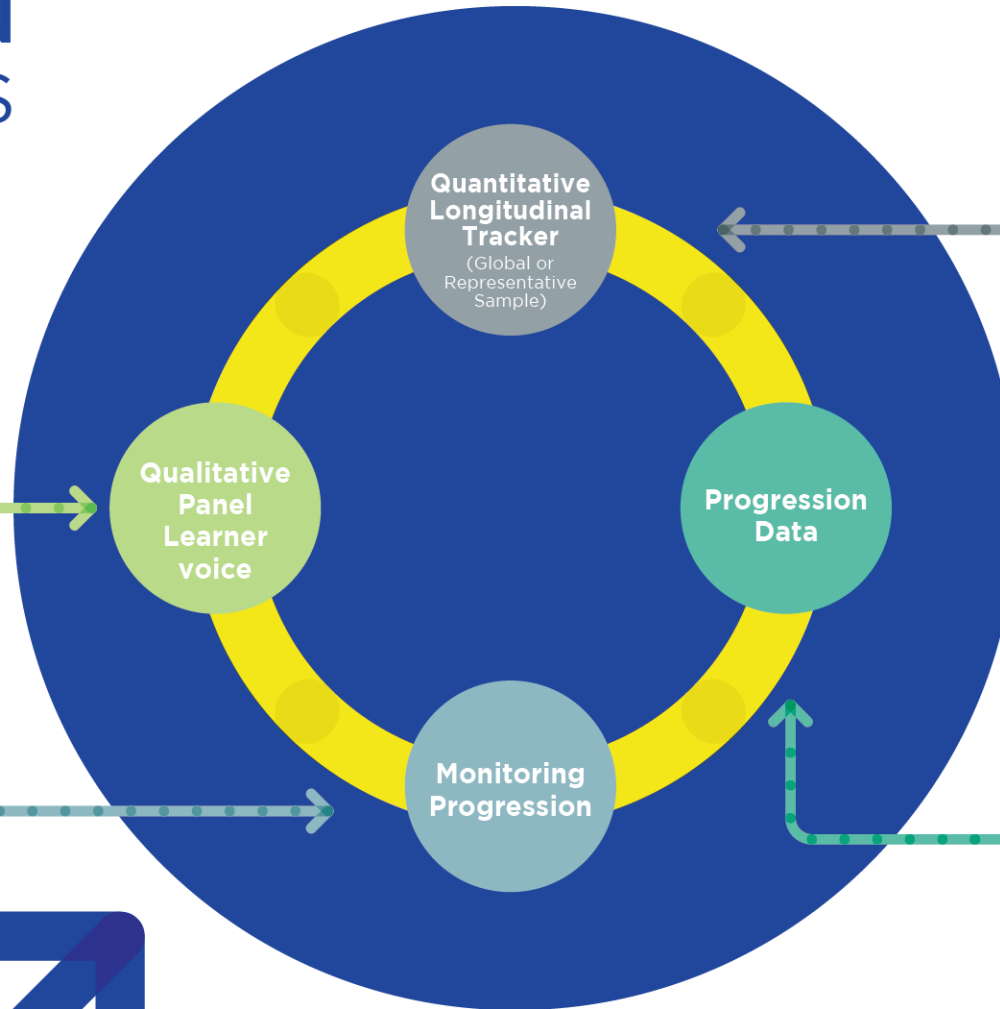 S
Quantitative
Longitudinal
Tracker
(Global or
Representative
Sample)
Qualitative
Panel
Learner
voice
Progression
Data
Monitoring
Progression